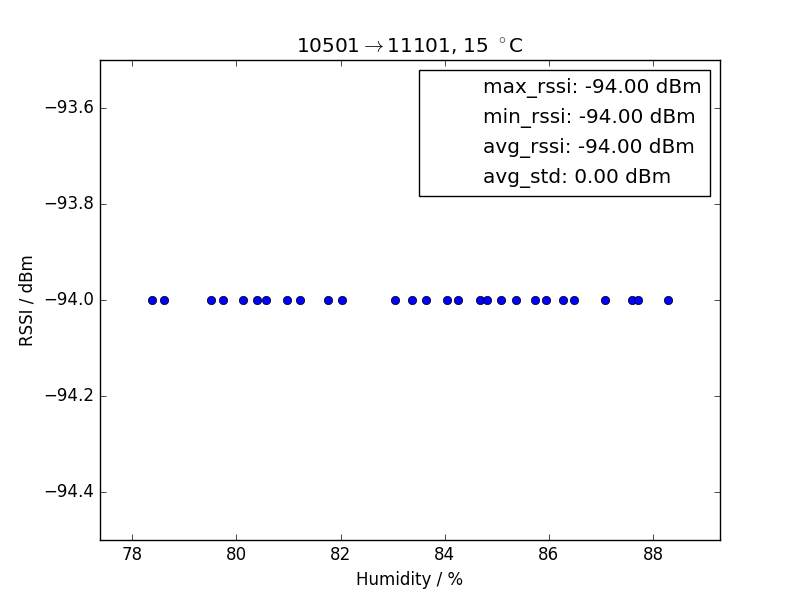 10501→11101, 15 °C
max_rssi: -94.00 dBm
min_rssi: -94.00 dBm
avg_rssi: -94.00 dBm
avg_std: 0.00 dBm
−93.6
−93.8
−94.0
−94.2
−94.4
RSSI / dBm
78 80 82 84 86 88
Humidity / %